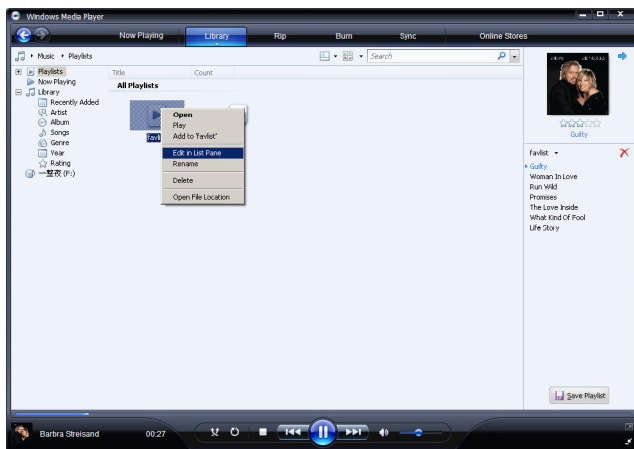 Windows Media Player
Now Playing Library Rip Burn Sync Online Stores
Music Playlists
Search
Playlists
Now Playing
Library
Recently Added
Artist
Album
Songs
Genre
Year
Rating
一整夜 (F:)
Title Count
All Playlists
Open
Play
Add to 'favlist'
Edit in List Pane
Rename
Delete
Open File Location
Guilty
favlist
Guilty
Woman In Love
Run Wild
Promises
The Love Inside
What Kind Of Fool
Life Story
Save Playlist
Barbra Streisand 00:27